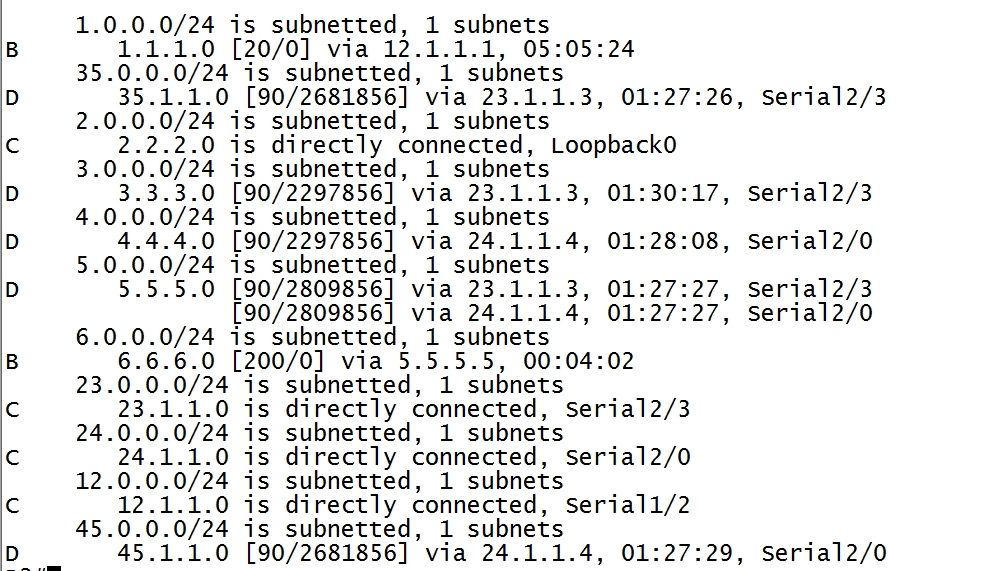 1.0.0.0/24 is subnetted, 1 subnets
B 1.1.1.0 [20/0] via 12.1.1.1, 05:05:24
35.0.0.0/24 is subnetted, 1 subnets
D 35.1.1.0 [90/2681856] via 23.1.1.3, 01:27:26, Serial2/3
2.0.0.0/24 is subnetted, 1 subnets
C 2.2.2.0 is directly connected, Loopback0
3.0.0.0/24 is subnetted, 1 subnets
D 3.3.3.0 [90/2297856] via 23.1.1.3, 01:30:17, Serial2/3
4.0.0.0/24 is subnetted, 1 subnets
D 4.4.4.0 [90/2297856] via 24.1.1.4, 01:28:08, Serial2/0
5.0.0.0/24 is subnetted, 1 subnets
D 5.5.5.0 [90/2809856] via 23.1.1.3, 01:27:27, Serial2/3
[90/2809856] via 24.1.1.4, 01:27:27, Serial2/0
6.0.0.0/24 is subnetted, 1 subnets
B 6.6.6.0 [200/0] via 5.5.5.5, 00:04:02
23.0.0.0/24 is subnetted, 1 subnets
C 23.1.1.0 is directly connected, Serial2/3
24.0.0.0/24 is subnetted, 1 subnets
C 24.1.1.0 is directly connected, Serial2/0
12.0.0.0/24 is subnetted, 1 subnets
C 12.1.1.0 is directly connected, Serial1/2
45.0.0.0/24 is subnetted, 1 subnets
D 45.1.1.0 [90/2681856] via 24.1.1.4, 01:27:29, Serial2/0